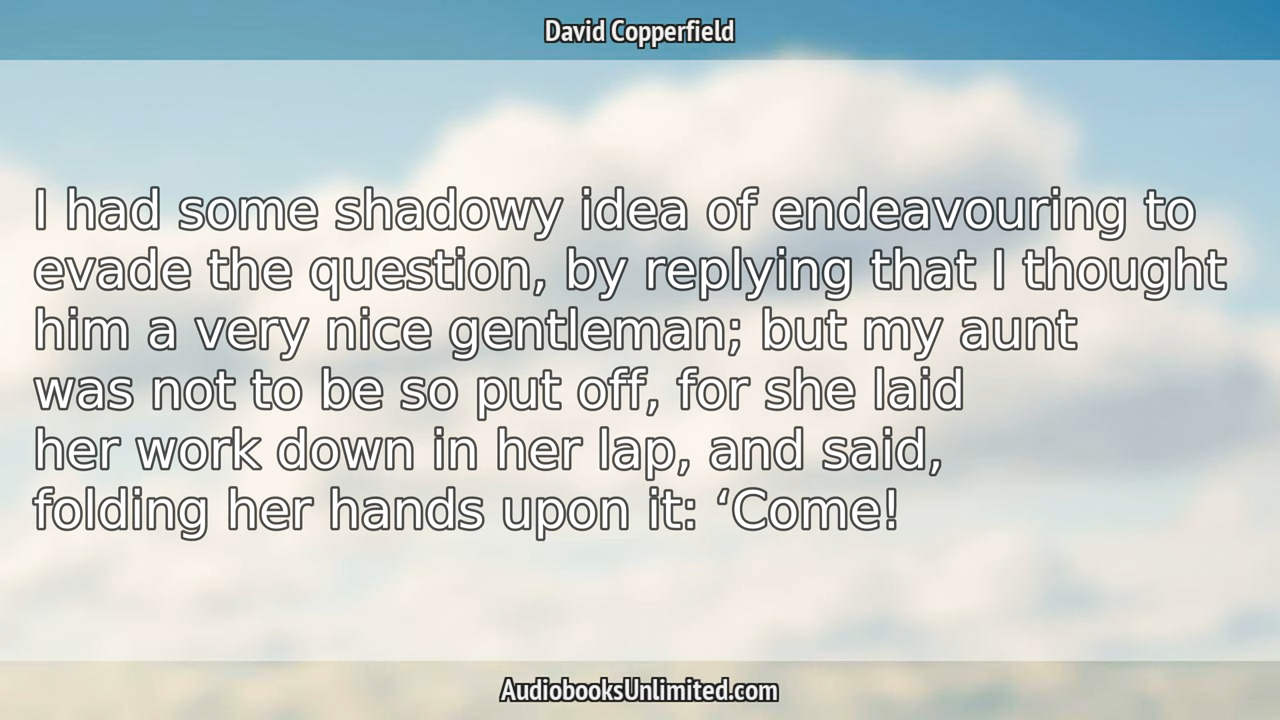 David Copperfield
I had some shadowy idea of endeavouring to
evade the question, by replying that I thought
him a very nice gentleman; but my aunt
was not to be so put off, for she laid
her work down in her lap, and said,
folding her hands upon it: ‘Come!
AudiobooksUnlimited.com